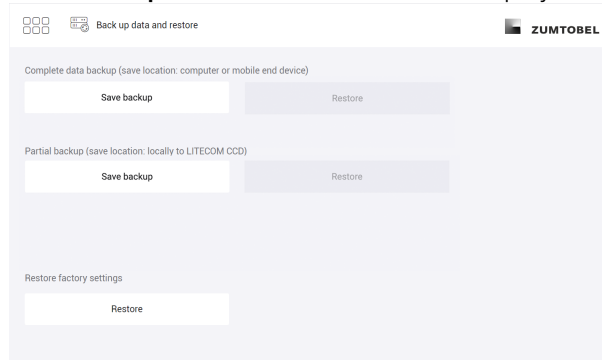 Back up data and restore
ZUMTOBEL
Complete data backup (save location: computer or mobile end device)
Save backup Restore
Partial backup (save location: locally to LITECOM CCD)
Save backup Restore
Restore factory settings
Restore